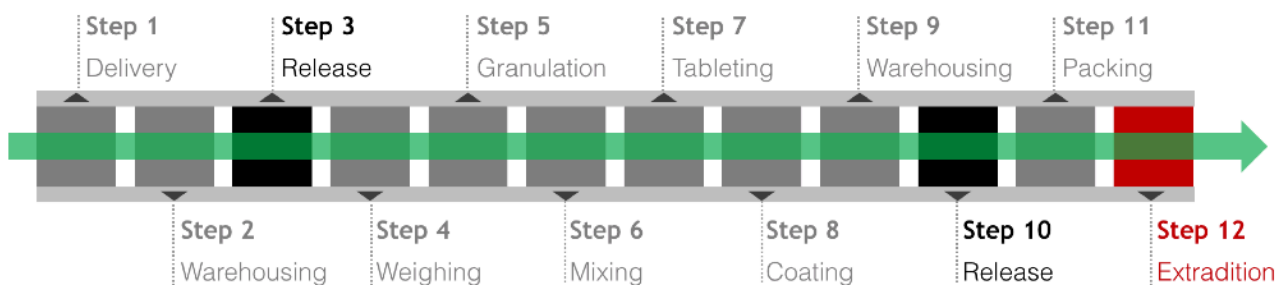 Step 1
Delivery
Step 3
Release
Step 5
Granulation
Step 7
Tableting
Step 9
Warehousing
Step 11
Packing
Step 2
Warehousing
Step 4
Weighing
Step 6
Mixing
Step 8
Coating
Step 10
Release
Step 12
Extradition